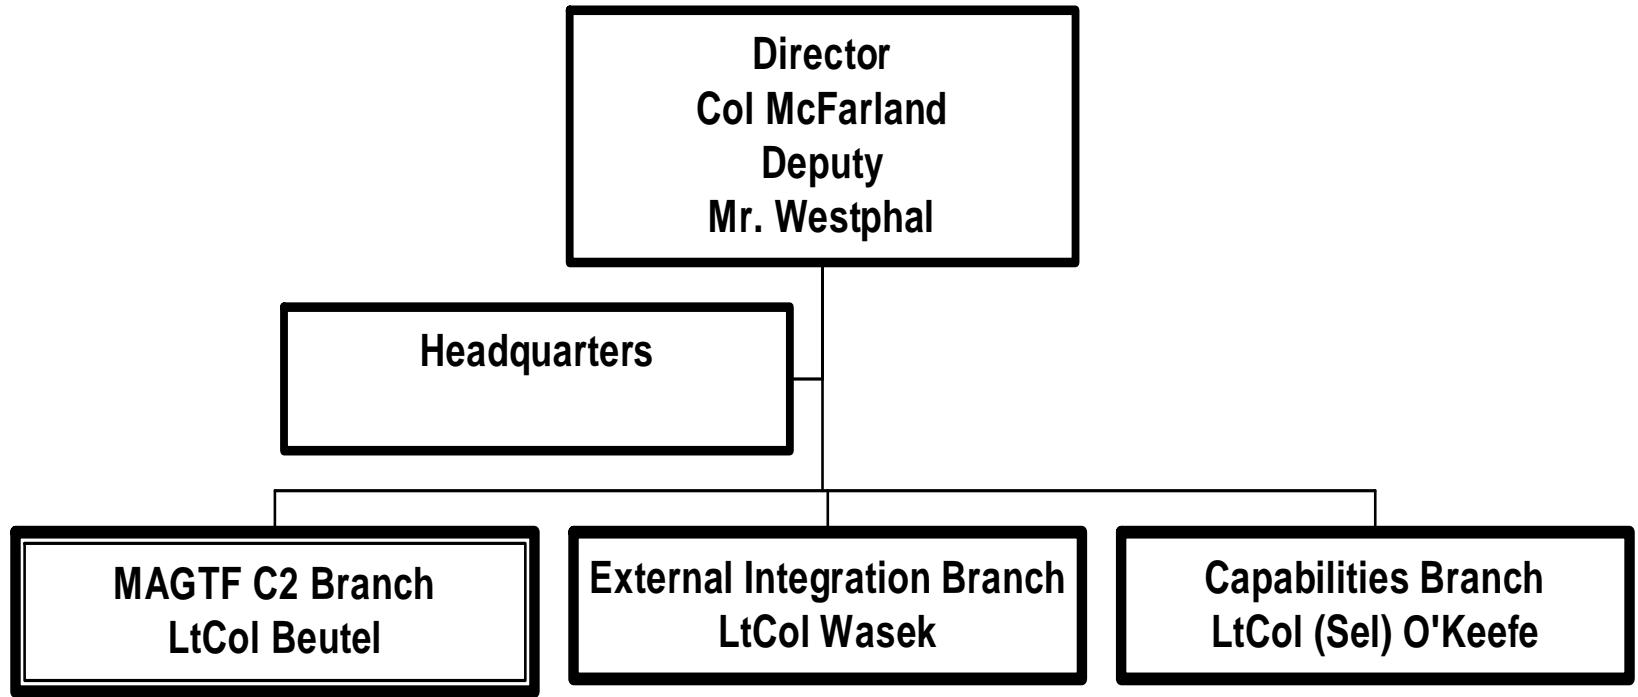 Director
Col McFarland
Deputy
Mr. Westphal
Headquarters
MAGTF C2 Branch
LtCol Beutel
External Integration Branch
LtCol Wasek
Capabilities Branch
LtCol (Sel) O'Keefe